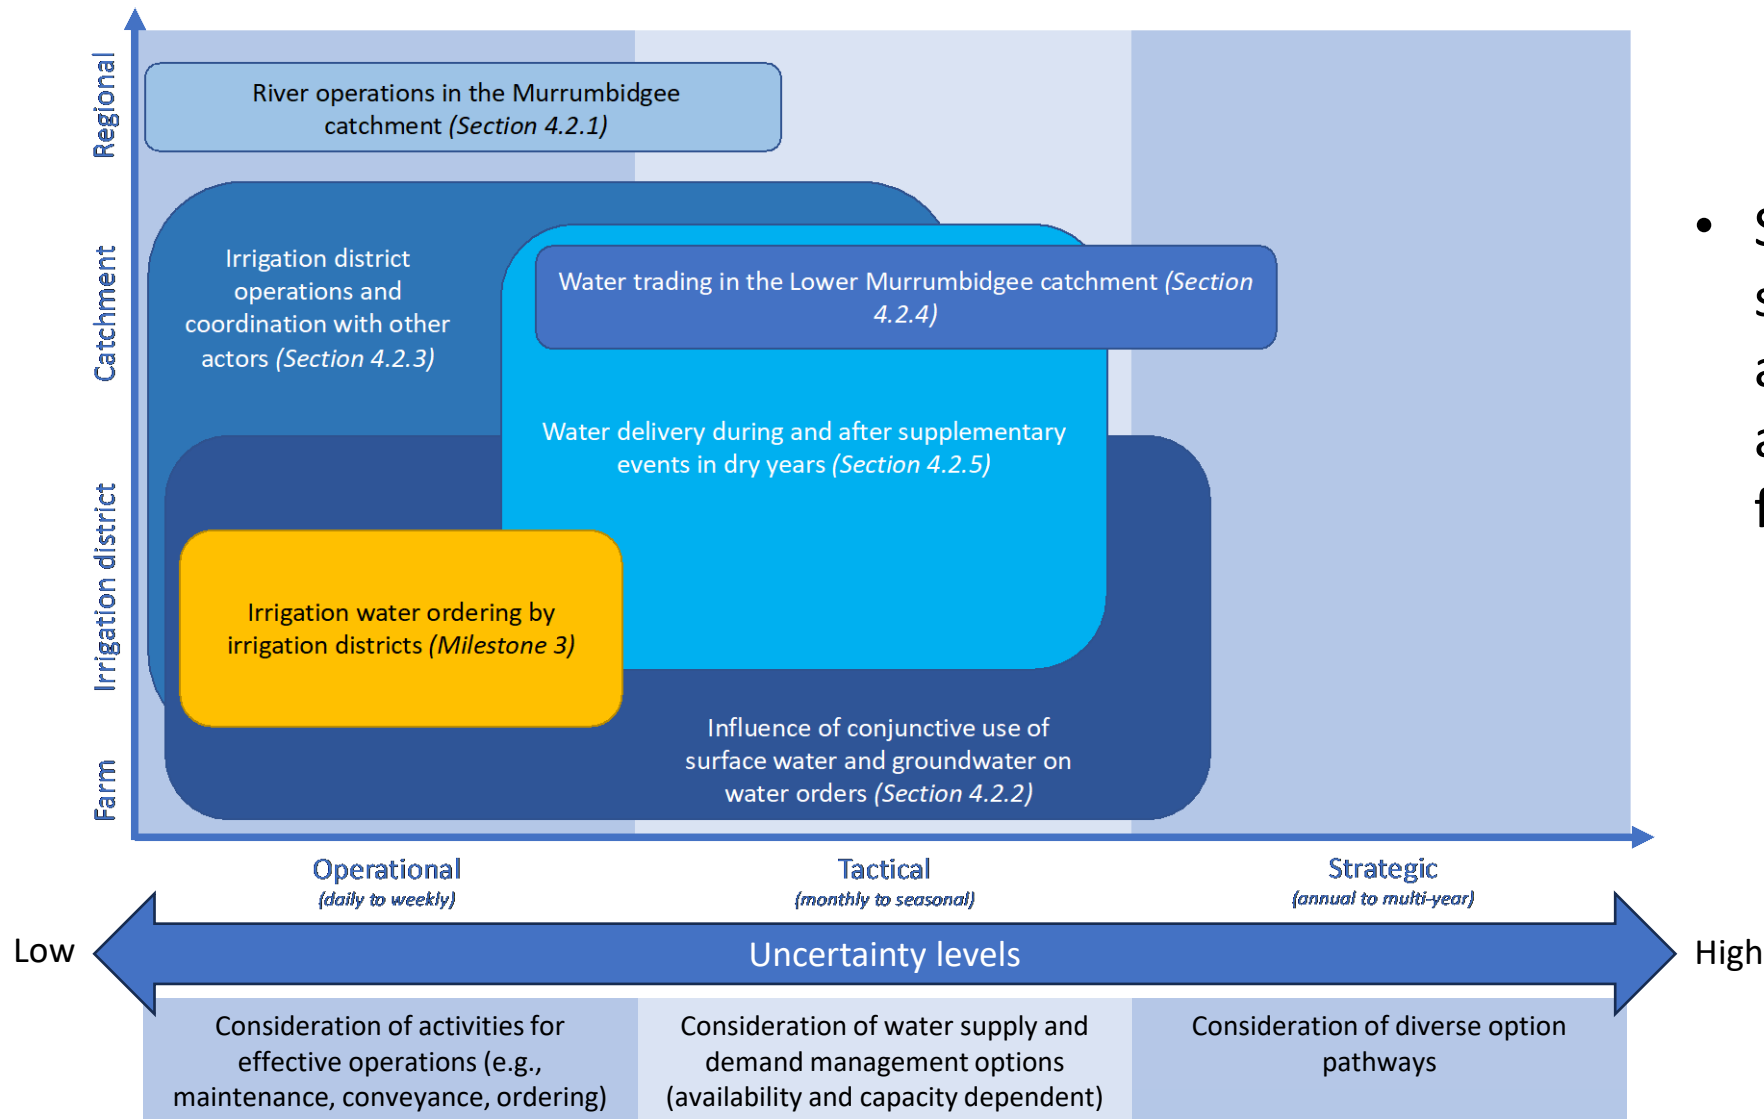 Regional
Catchment
Irrigation district
Farm
River operations in the Murrumbidgee
catchment (Section 4.2.1)
Irrigation district
operations and
coordination with other
actors (Section 4.2.3)
Water trading in the Lower Murrumbidgee catchment (Section
4.2.4)
Water delivery during and after supplementary
events in dry years (Section 4.2.5)
Irrigation water ordering by
irrigation districts (Milestone 3)
Influence of conjunctive use of
surface water and groundwater on
water orders (Section 4.2.2)
Operational
(daily to weekly)
Tactical
(monthly to seasonal)
Strategic
(annual to multi-year)
Low
Uncertainty levels
High
Consideration of activities for
effective operations (e.g.,
maintenance, conveyance, ordering)
Consideration of water supply and
demand management options
(availability and capacity dependent)
Consideration of diverse option
pathways